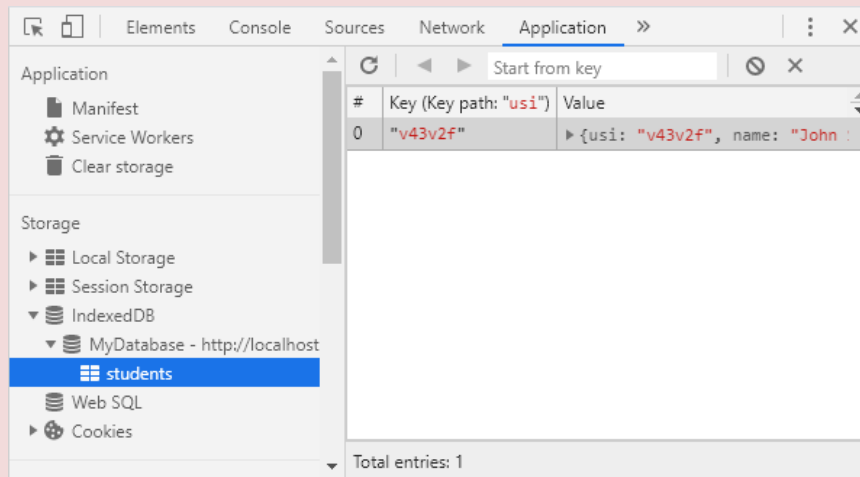 Elements Console Sources Network Application »
Application
Manifest
Service Workers
Clear storage
Storage
Local Storage
Session Storage
IndexedDB
MyDatabase - http://localhost
students
Web SQL
Cookies
Start from key
# Key (Key path: "usi") Value
0 "v43v2f" {usi: "v43v2f", name: "John
Total entries: 1